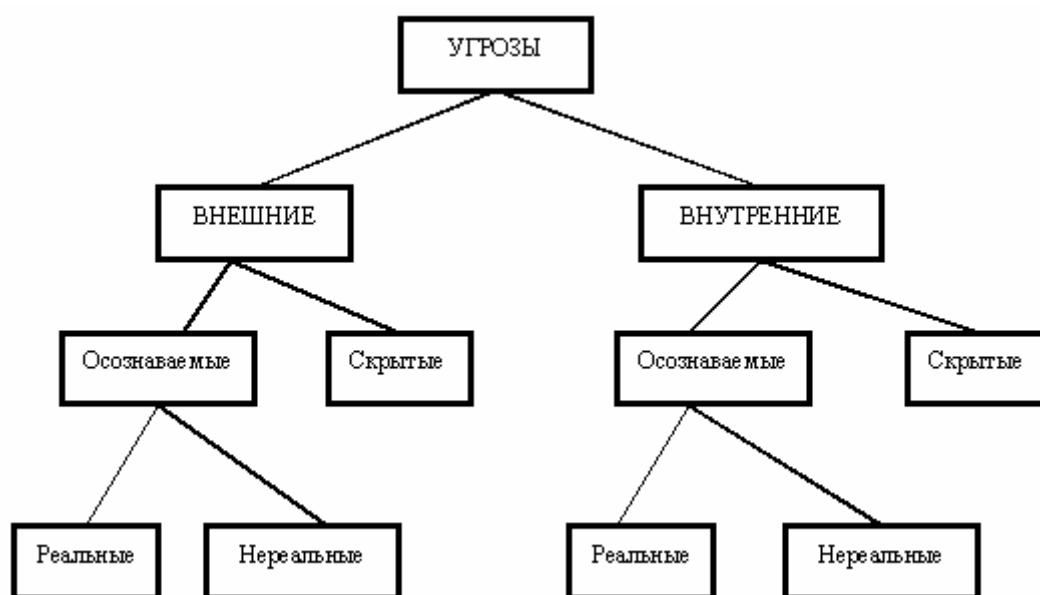 УГРОЗЫ
ВНЕШНИЕ
ВНУТРЕННИЕ
Осознаваемые
Скрытые
Осознаваемые
Скрытые
Реальные
Нереальные
Реальные
Нереальные